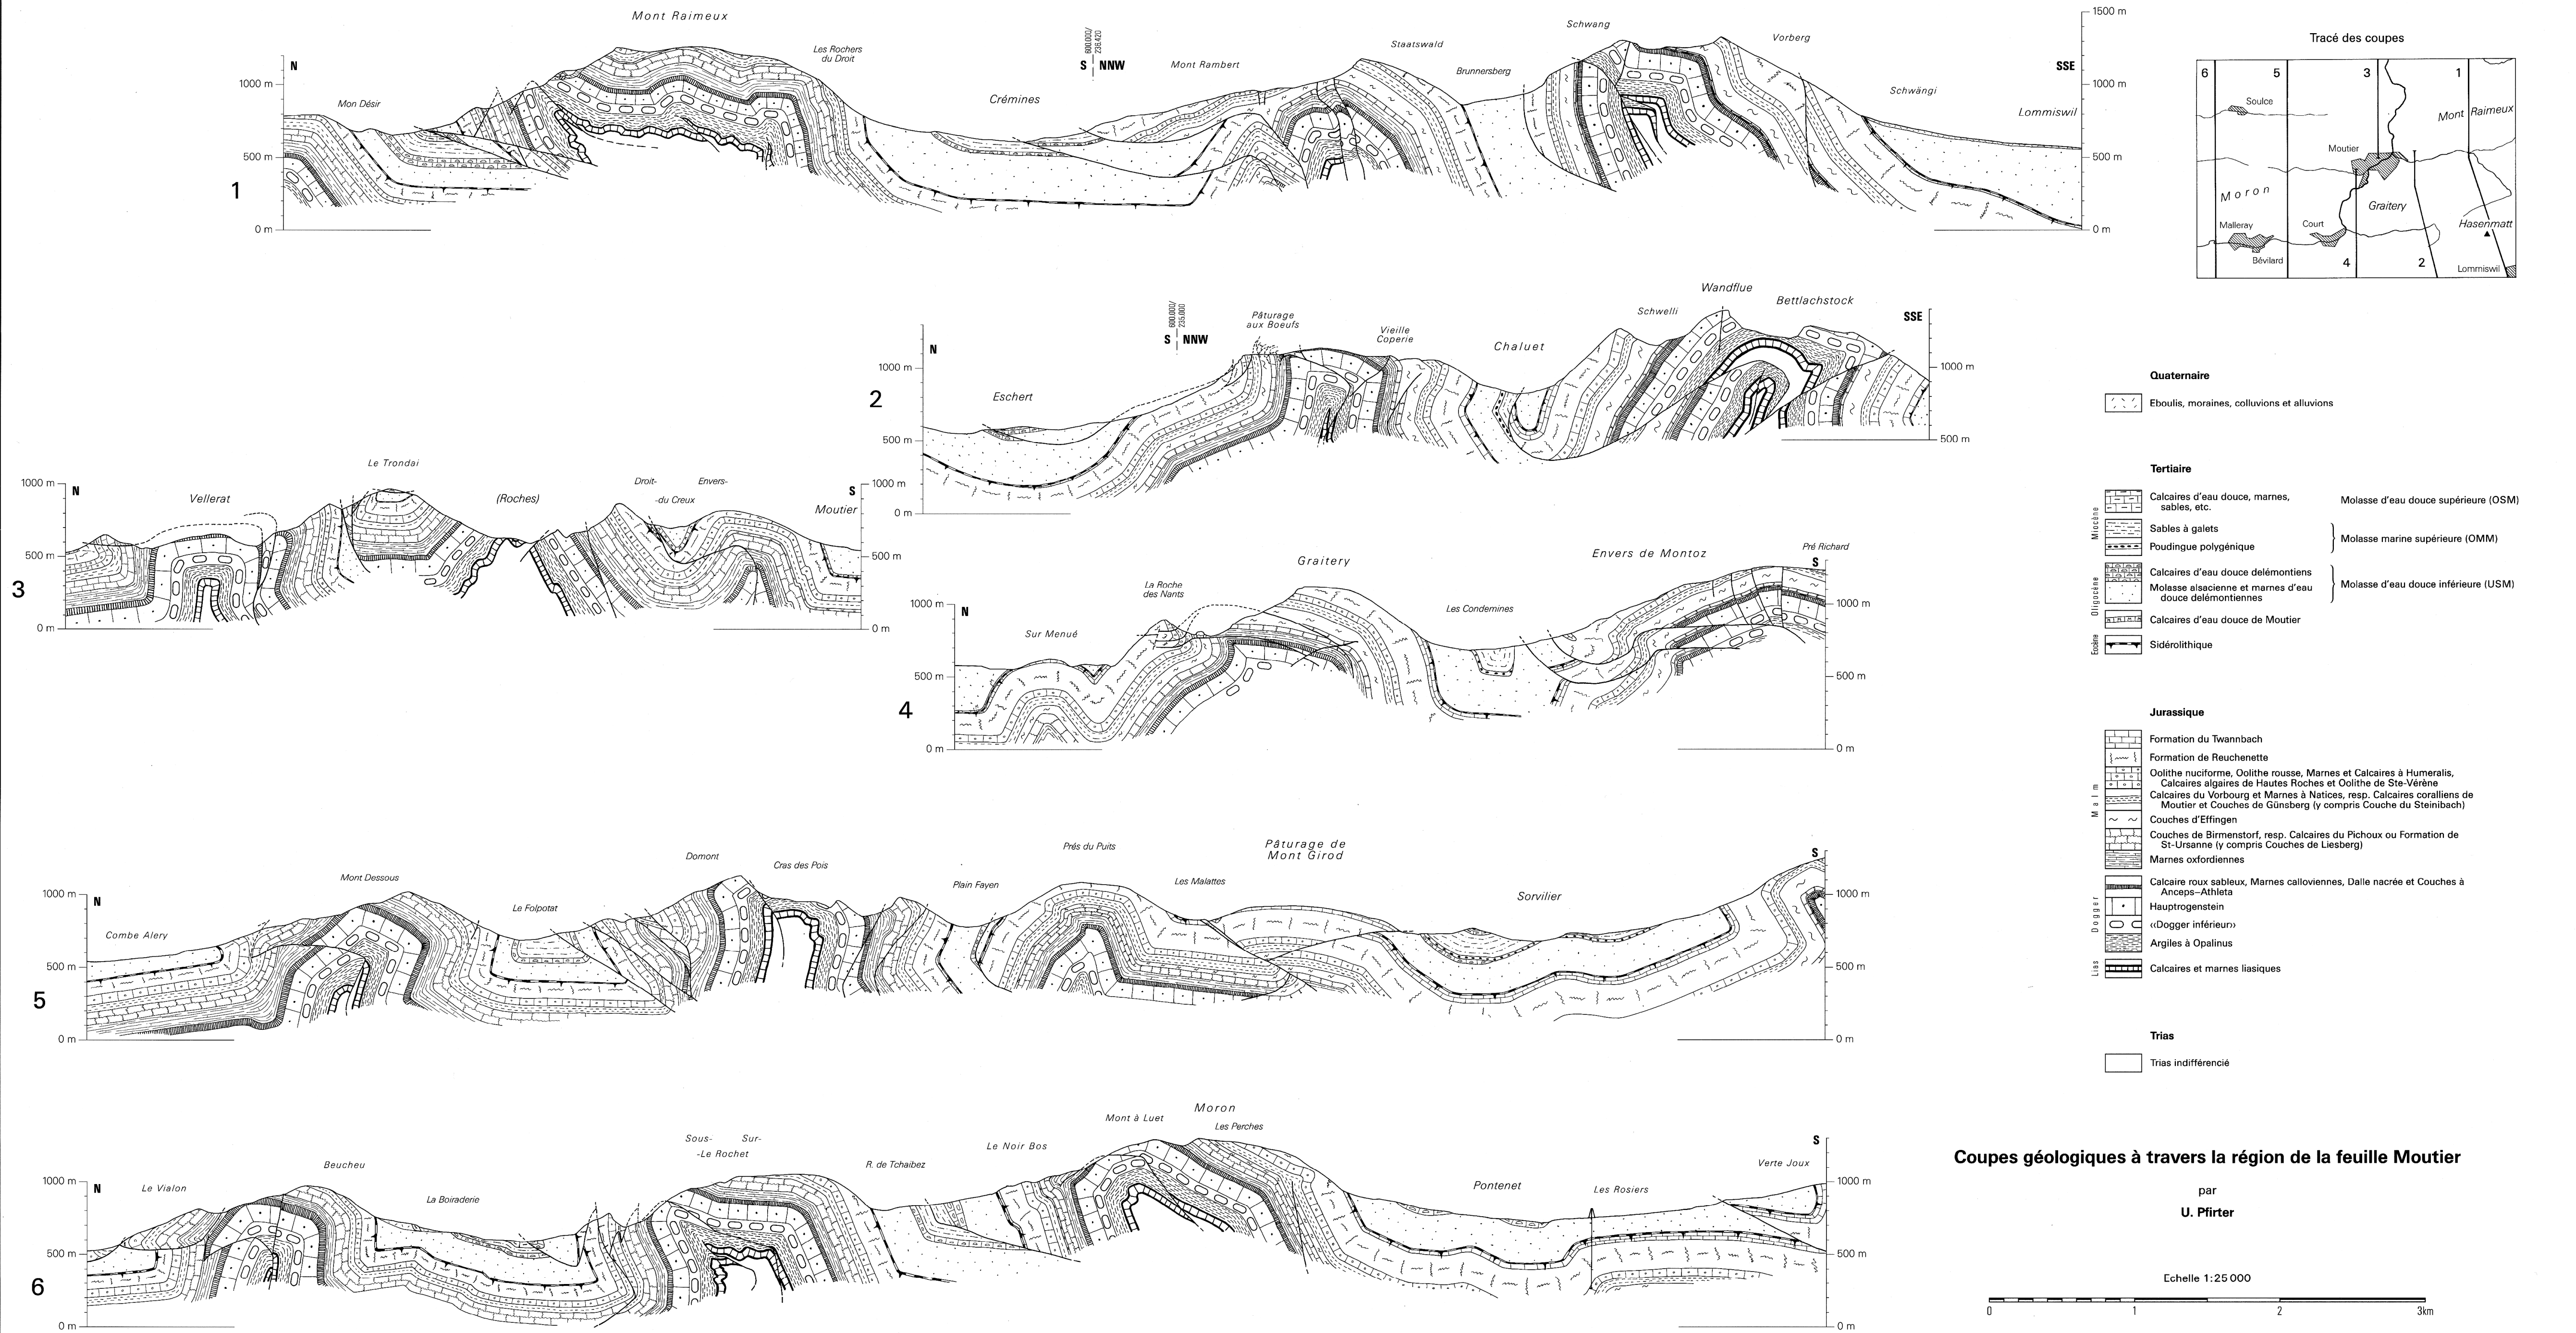 Mont Raimeux
Les Rochers
du Droit
Mon Désir
Crémines
600.000/
236.420
S NNW
Mont Rambert
Staatswald
Brunnersberg
Schwang
Vorberg
Schwängi
Lommiswil
N
SSE
1000 m
500 m
0 m
1500 m
1000 m
500 m
0 m
1
Tracé des coupes
6 5 3 1
Soulce
Mont Raimeux
Moutier
Moron
Graitery
Malleray
Court
Hasenmatt
Bévilard
4 2
Lommiswil
600.000/
235.000
S NNW
N
SSE
Eschert
Pâturage
aux Boeufs
Vieille
Coperie
Chaluet
Schwelli
Wandflue
Bettlachstock
1000 m
500 m
0 m
1000 m
500 m
2
Le Trondai
Vellerat
(Roches)
Droit-
-du Creux
Envers-
Moutier
N
S
1000 m
500 m
0 m
1000 m
500 m
0 m
3
Sur Menué
La Roche
des Nants
Graitery
Les Condemines
Envers de Montoz
Pré Richard
N
S
1000 m
500 m
0 m
1000 m
500 m
0 m
4
Combe Alery
Mont Dessous
Le Folpotat
Domont
Cras des Pois
Plain Fayen
Prés du Puits
Les Malattes
Pâturage de
Mont Girod
Sorvilier
N
S
1000 m
500 m
0 m
1000 m
500 m
0 m
5
Le Vialon
Beucheu
La Boiraderie
Sous-
Sur-
-Le Rochet
R. de Tchaibez
Le Noir Bos
Mont à Luet
Moron
Les Perches
Pontenet
Les Rosiers
Verte Joux
N
S
1000 m
500 m
0 m
1000 m
500 m
0 m
6
Quaternaire
Eboulis, moraines, colluvions et alluvions
Tertiaire
Miocène
Calcaires d'eau douce, marnes,
sables, etc.
Molasse d'eau douce supérieure (OSM)
Sables à galets
Poudingue polygénique
Molasse marine supérieure (OMM)
Oligocène
Calcaires d'eau douce delémontiens
Molasse alsacienne et marnes d'eau
douce delémontiennes
Molasse d'eau douce inférieure (USM)
Calcaires d'eau douce de Moutier
Eocène
Sidérolithique
Jurassique
Malm
Formation du Twannbach
Formation de Reuchenette
Oolithe nuciforme, Oolithe rousse, Marnes et Calcaires à Humeralis,
Calcaires algaires de Hautes Roches et Oolithe de Ste-Vérène
Calcaires du Vorbourg et Marnes à Natices, resp. Calcaires coralliens de
Moutier et Couches de Günsberg (y compris Couche du Steinibach)
Couches d'Effingen
Couches de Birmenstorf, resp. Calcaires du Pichoux ou Formation de
St-Ursanne (y compris Couches de Liesberg)
Marnes oxfordiennes
Dogger
Calcaire roux sableux, Marnes calloviennes, Dalle nacrée et Couches à
Anceps–Athleta
Hauptrogenstein
‹‹Dogger inférieur››
Argiles à Opalinus
Lias
Calcaires et marnes liasiques
Trias
Trias indifférencié
Coupes géologiques à travers la région de la feuille Moutier
par
U. Pfirter
Echelle 1:25 000
0 1 2 3km